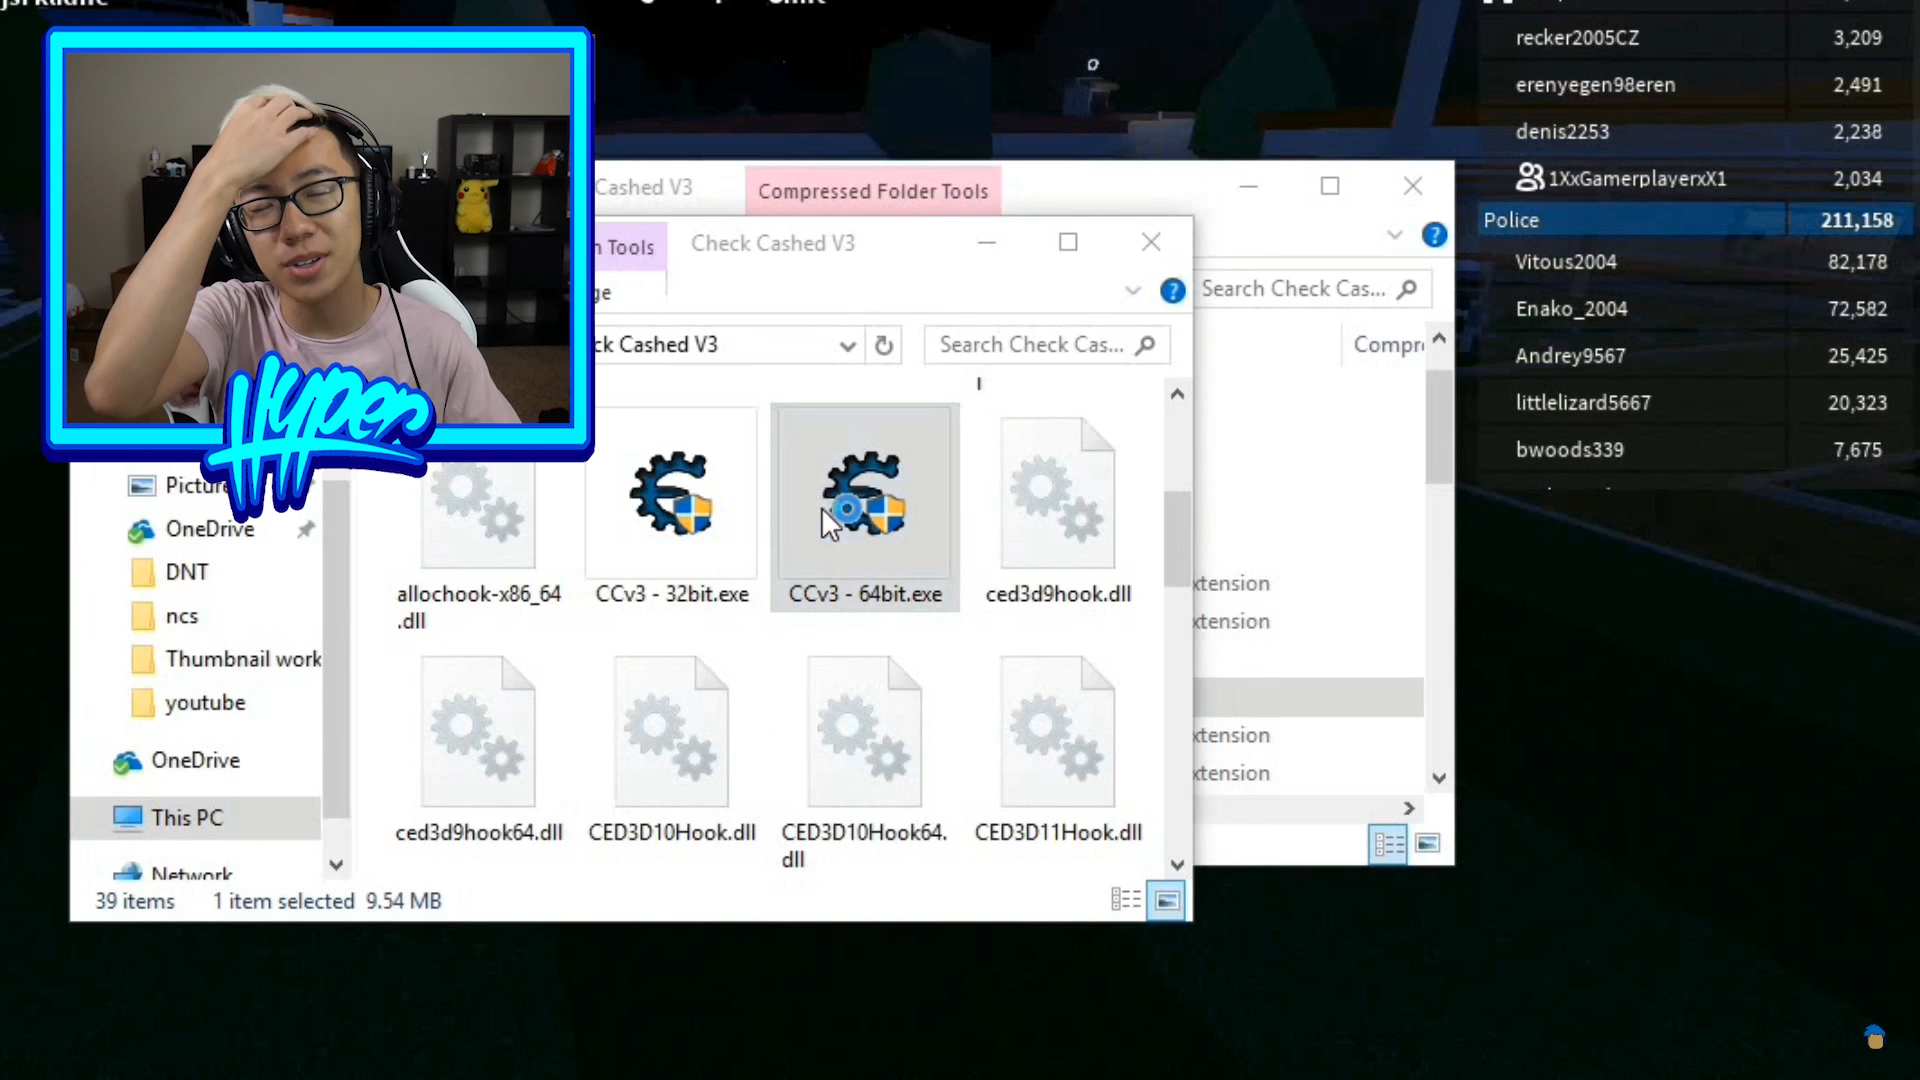 recker2005CZ 3,209
erenyegen98eren 2,491
denis2253 2,238
1XxGamerplayerxX1 2,034
Police 211,158
Vitous2004 82,178
Enako_2004 72,582
Andrey9567 25,425
littlelizard5667 20,323
bwoods339 7,675
Cashed V3
Compressed Folder Tools
Search Check Cas...
Compr
xtension
xtension
xtension
xtension
Tools
Check Cashed V3
ge
ck Cashed V3
Search Check Cas...
Hyper
Picture
OneDrive
DNT
ncs
Thumbnail work
youtube
OneDrive
This PC
Network
allochook-x86_64
.dll
CCv3 - 32bit.exe
CCv3 - 64bit.exe
ced3d9hook.dll
ced3d9hook64.dll
CED3D10Hook.dll
CED3D10Hook64.
dll
CED3D11Hook.dll
39 items 1 item selected 9.54 MB